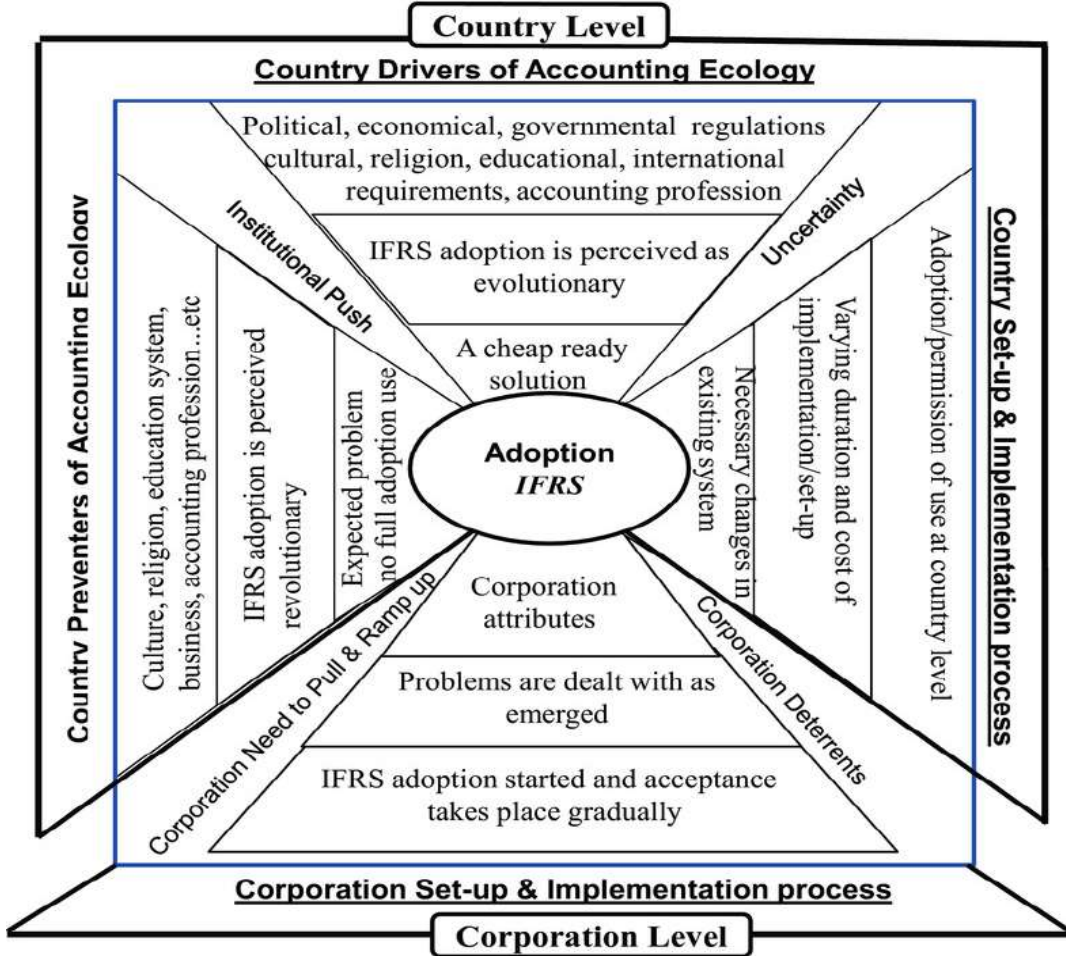 Country Level
Country Drivers of Accounting Ecology
Political, economical, governmental regulations
cultural, religion, educational, international
requirements, accounting profession
IFRS adoption is perceived as
evolutionary
A cheap ready
solution
Institutional Push
Uncertainty
Country Preventers of Accounting Ecology
Culture, religion, education system,
business, accounting profession...etc
IFRS adoption is perceived
revolutionary
Expected problem
no full adoption use
Adoption
IFRS
Necessary changes in
existing system
Varying duration and cost of
implementation/set-up
Adoption/permission of use at country level
Country Set-up & Implementation process
Corporation Need to Pull & Ramp up
Corporation Deterrents
Corporation
attributes
Problems are dealt with as
emerged
IFRS adoption started and acceptance
takes place gradually
Corporation Set-up & Implementation process
Corporation Level